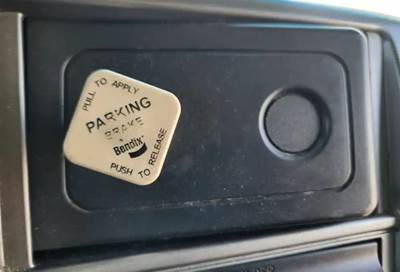 PULL TO APPLY
PARKING
BRAKE
Bendix
PUSH TO RELEASE